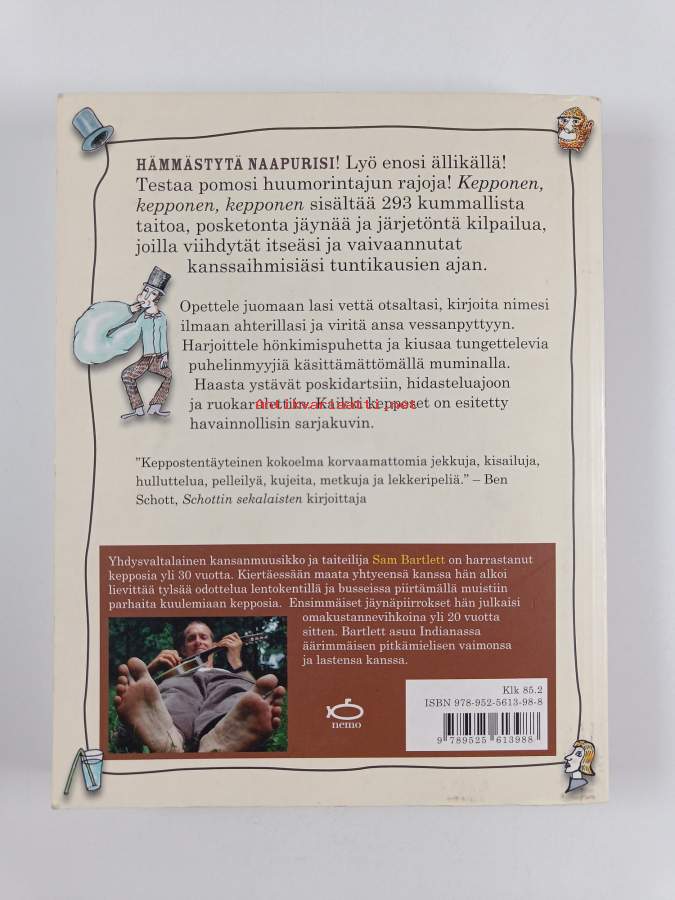 HÄMMÄSTYTÄ NAAPURISI! Lyö enosi ällikällä!
Testaa pomosi huumorintajun rajoja! Kepponen,
kepponen, kepponen sisältää 293 kummallista
taitoa, posketonta jäynää ja järjetöntä kilpailua,
joilla viihdytät itseäsi ja vaivaannutat
kanssaihmisiäsi tuntikausien ajan.
Opettele juomaan lasi vettä otsaltasi, kirjoita nimesi
ilmaan ahterillasi ja viritä ansa vessanpyttyyn.
Harjoittele hönkimispuhetta ja kiusaa tungettelevia
puhelinmyyjiä käsittämättömällä muminalla.
Haasta ystävät poskidartsiin, hidasteluajoon
ja ruokarulettiin. Kaikki kepposet on esitetty
Antikvariaatti.net
havainnollisin sarjakuvin.
"Keppostentäyteinen kokoelma korvaamattomia jekkuja, kisailuja,
hulluttelua, pelleilyä, kujeita, metkuja ja lekkeripeliä." – Ben
Schott, Schottin sekalaisten kirjoittaja
Yhdysvaltalainen kansanmuusikko ja taiteilija Sam Bartlett on harrastanut
kepposia yli 30 vuotta. Kiertäessään maata yhtyeensä kanssa hän alkoi
lievittää tylsää odottelua lentokentillä ja busseissa piirtämällä muistiin
parhaita kuulemiaan kepposia. Ensimmäiset jäynäpiirrokset hän julkaisi
omakustannevihkoina yli 20 vuotta
sitten. Bartlett asuu Indianassa
äärimmäisen pitkämielisen vaimonsa
ja lastensa kanssa.
nemo
Klk 85.2
ISBN 978-952-5613-98-8
9 789525 613988